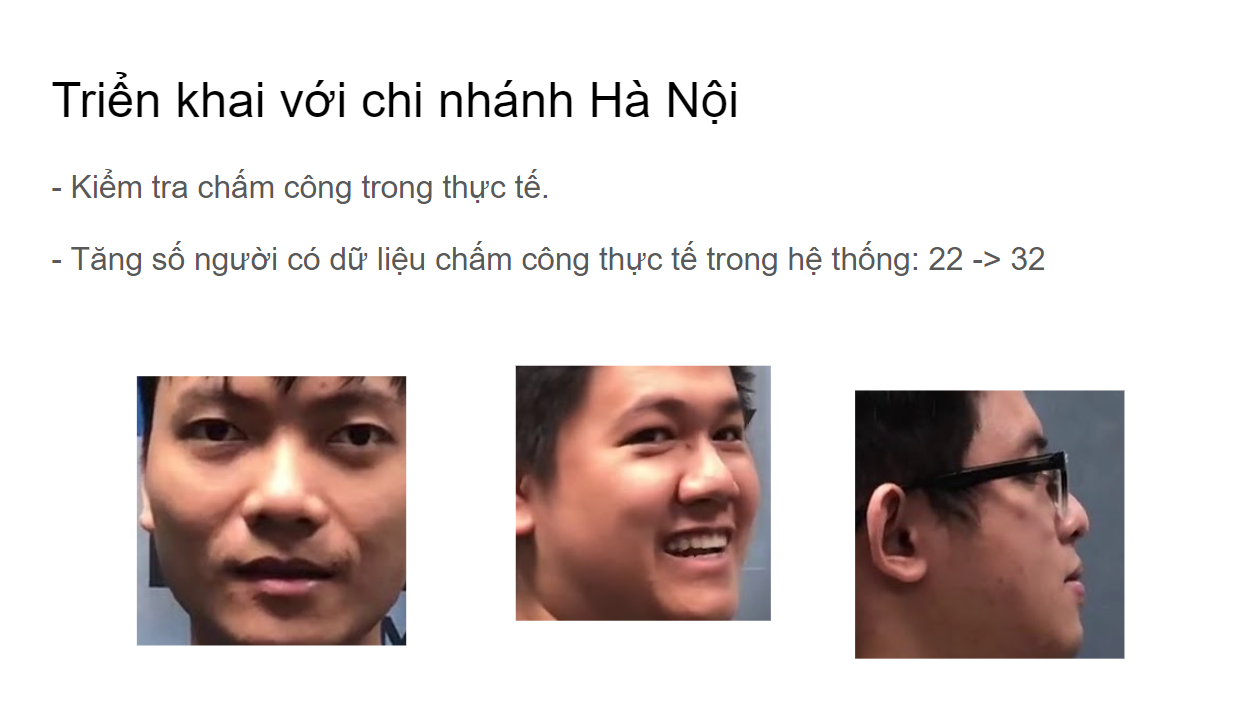 Triển khai với chi nhánh Hà Nội
- Kiểm tra chấm công trong thực tế.
- Tăng số người có dữ liệu chấm công thực tế trong hệ thống: 22 -> 32